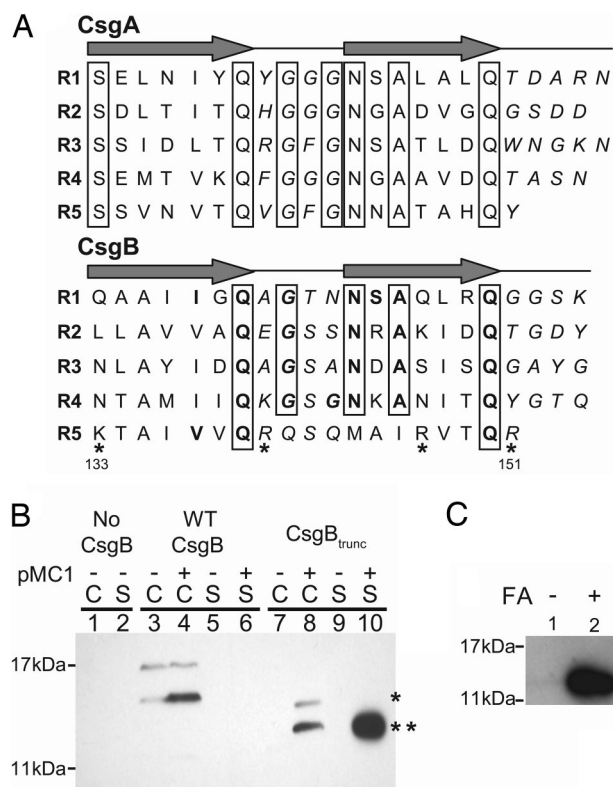 A
CsgA
R1 S E L N I Y Q Y G G G N S A L A L Q T D A R N
R2 S D L T I T Q H G G G N G A D V G Q G S D D
R3 S S I D L T Q R G F G N S A T L D Q W N G K N
R4 S E M T V K Q F G G G N G A A V D Q T A S N
R5 S S V N V T Q V G F G N N A T A H Q Y
CsgB
R1 Q A A I I G Q A G T N N S A Q L R Q G G S K
R2 L L A V V A Q E G S S N R A K I D Q T G D Y
R3 N L A Y I D Q A G S A N D A S I S Q G A Y G
R4 N T A M I I Q K G S G N K A N I T Q Y G T Q
R5 K T A I V V Q R Q S Q M A I R V T Q R
* * * *
133 151
B
No CsgB WT CsgB CsgBtrunc
pMC1 - - - + - + - + - +
C S C C S S C C S S
1 2 3 4 5 6 7 8 9 10
17kDa-
*
**
11kDa-
C
FA - +
1 2
17kDa-
11kDa-